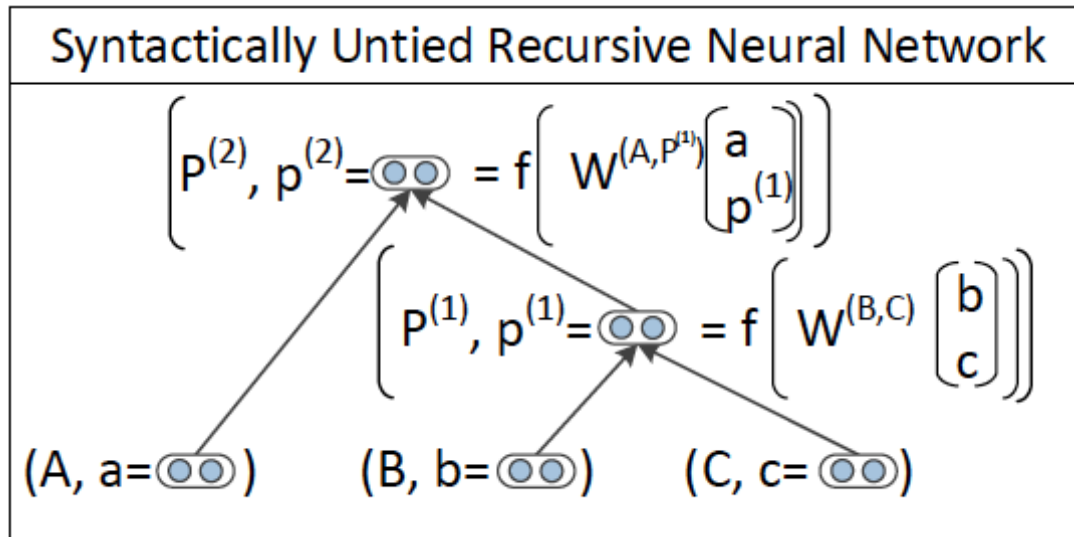 Syntactically Untied Recursive Neural Network
(P⁽²⁾, p⁽²⁾= = f(W⁽ᴬ,ᴾ⁽¹⁾⁾(a
p⁽¹⁾)))
(P⁽¹⁾, p⁽¹⁾= = f(W⁽ᴮ,ꟲ⁾(b
c)))
(A, a= ) (B, b= ) (C, c= )